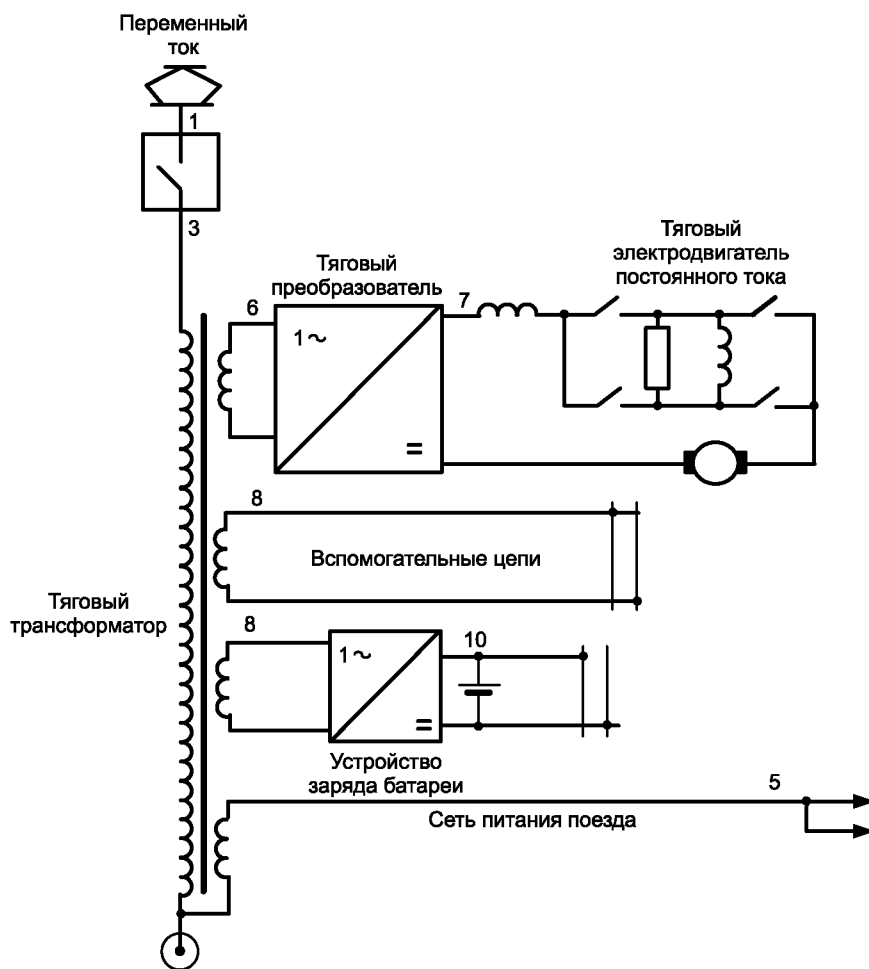 Переменный
ток
1
3
Тяговый
электродвигатель
постоянного тока
Тяговый
преобразователь
6
7
1~
=
8
Вспомогательные цепи
Тяговый
трансформатор
8
10
1~
=
Устройство
заряда батареи
5
Сеть питания поезда